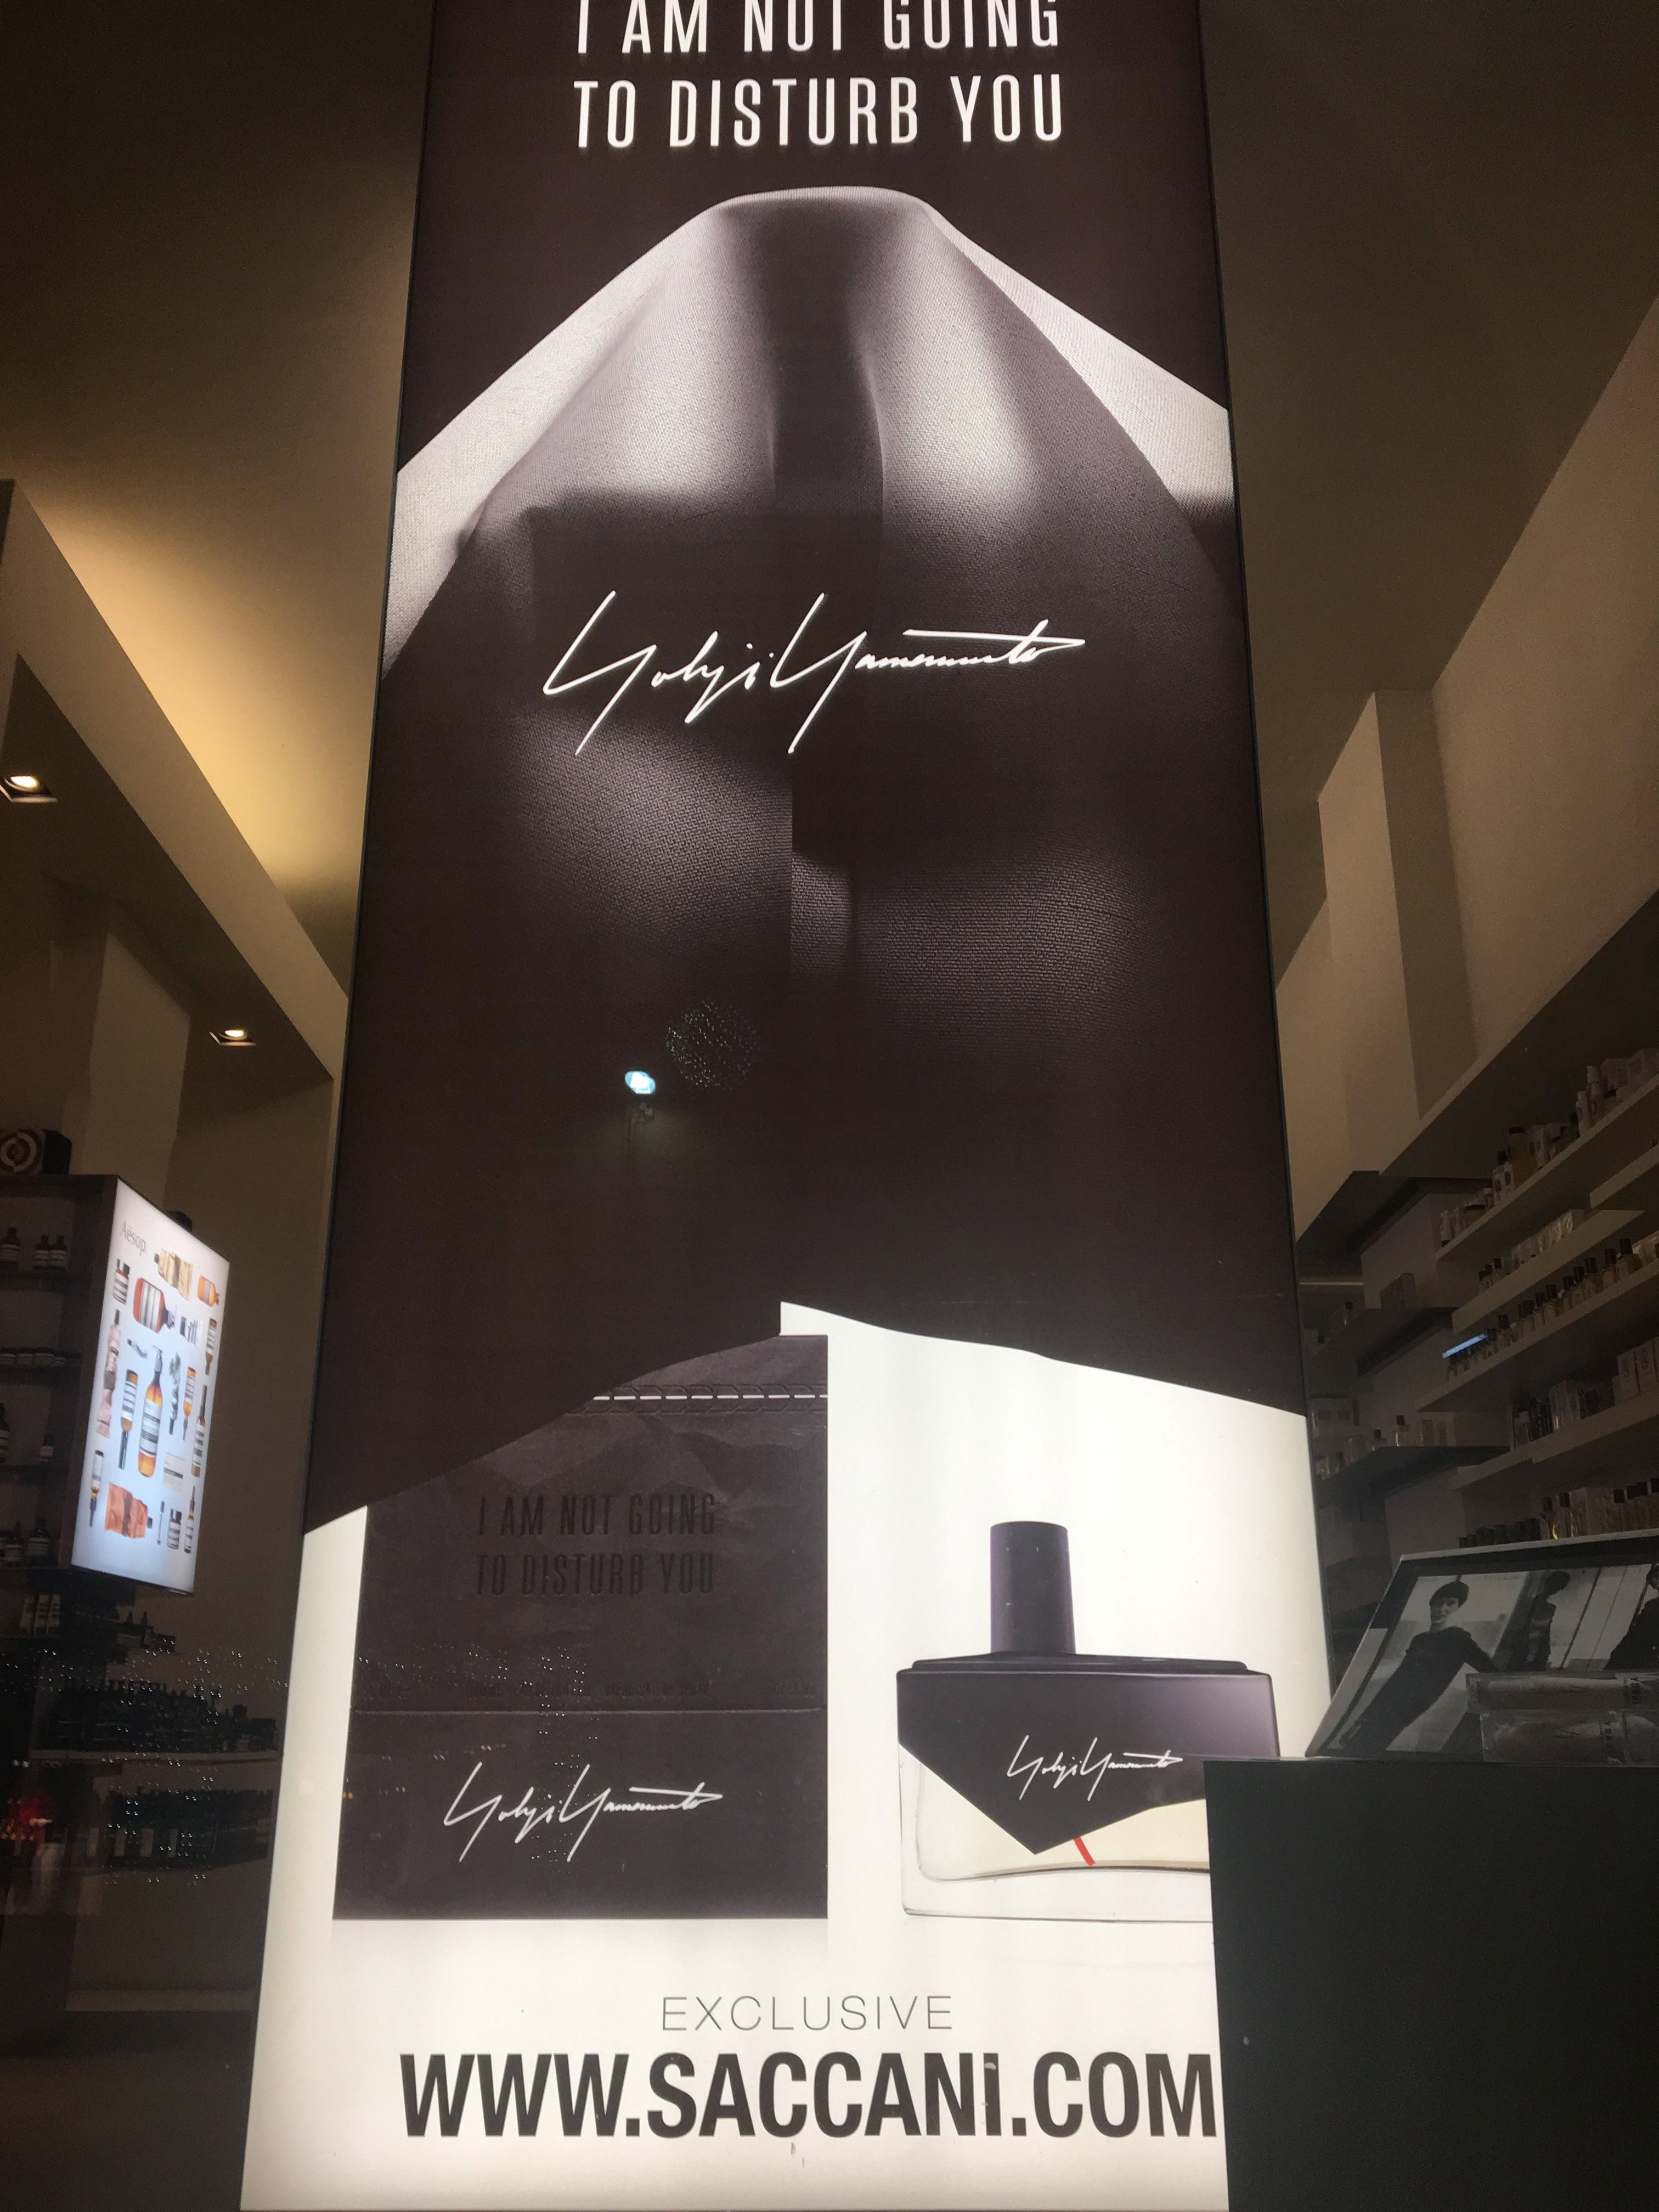 I AM NOT GOING
TO DISTURB YOU
Yohji Yamamoto
Aesop.
I AM NOT GOING
TO DISTURB YOU
Yohji Yamamoto
Yohji Yamamoto
EXCLUSIVE
WWW.SACCANI.COM